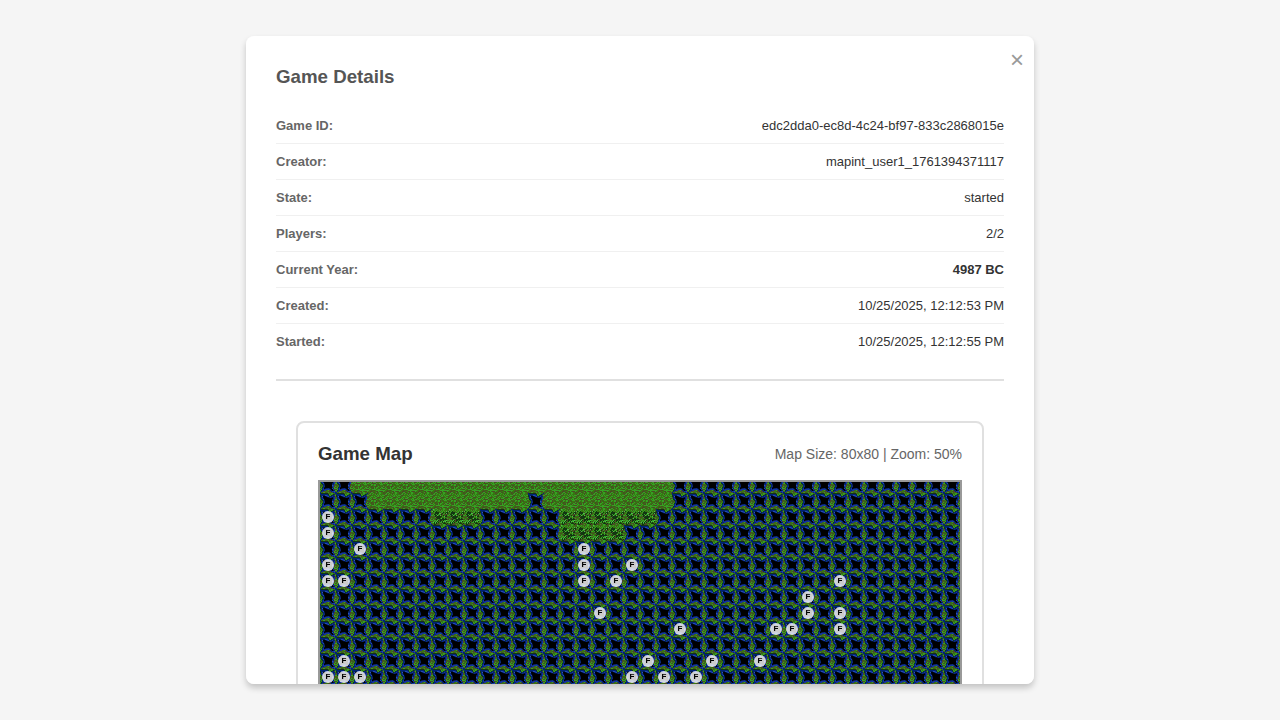 ×
Game Details
Game ID: edc2dda0-ec8d-4c24-bf97-833c2868015e
Creator: mapint_user1_1761394371117
State: started
Players: 2/2
Current Year: 4987 BC
Created: 10/25/2025, 12:12:53 PM
Started: 10/25/2025, 12:12:55 PM
Game Map Map Size: 80x80 | Zoom: 50%
F
F
F F
F F F
F F F F F
F
F F F
F F F F
F F F F
F F F F F F